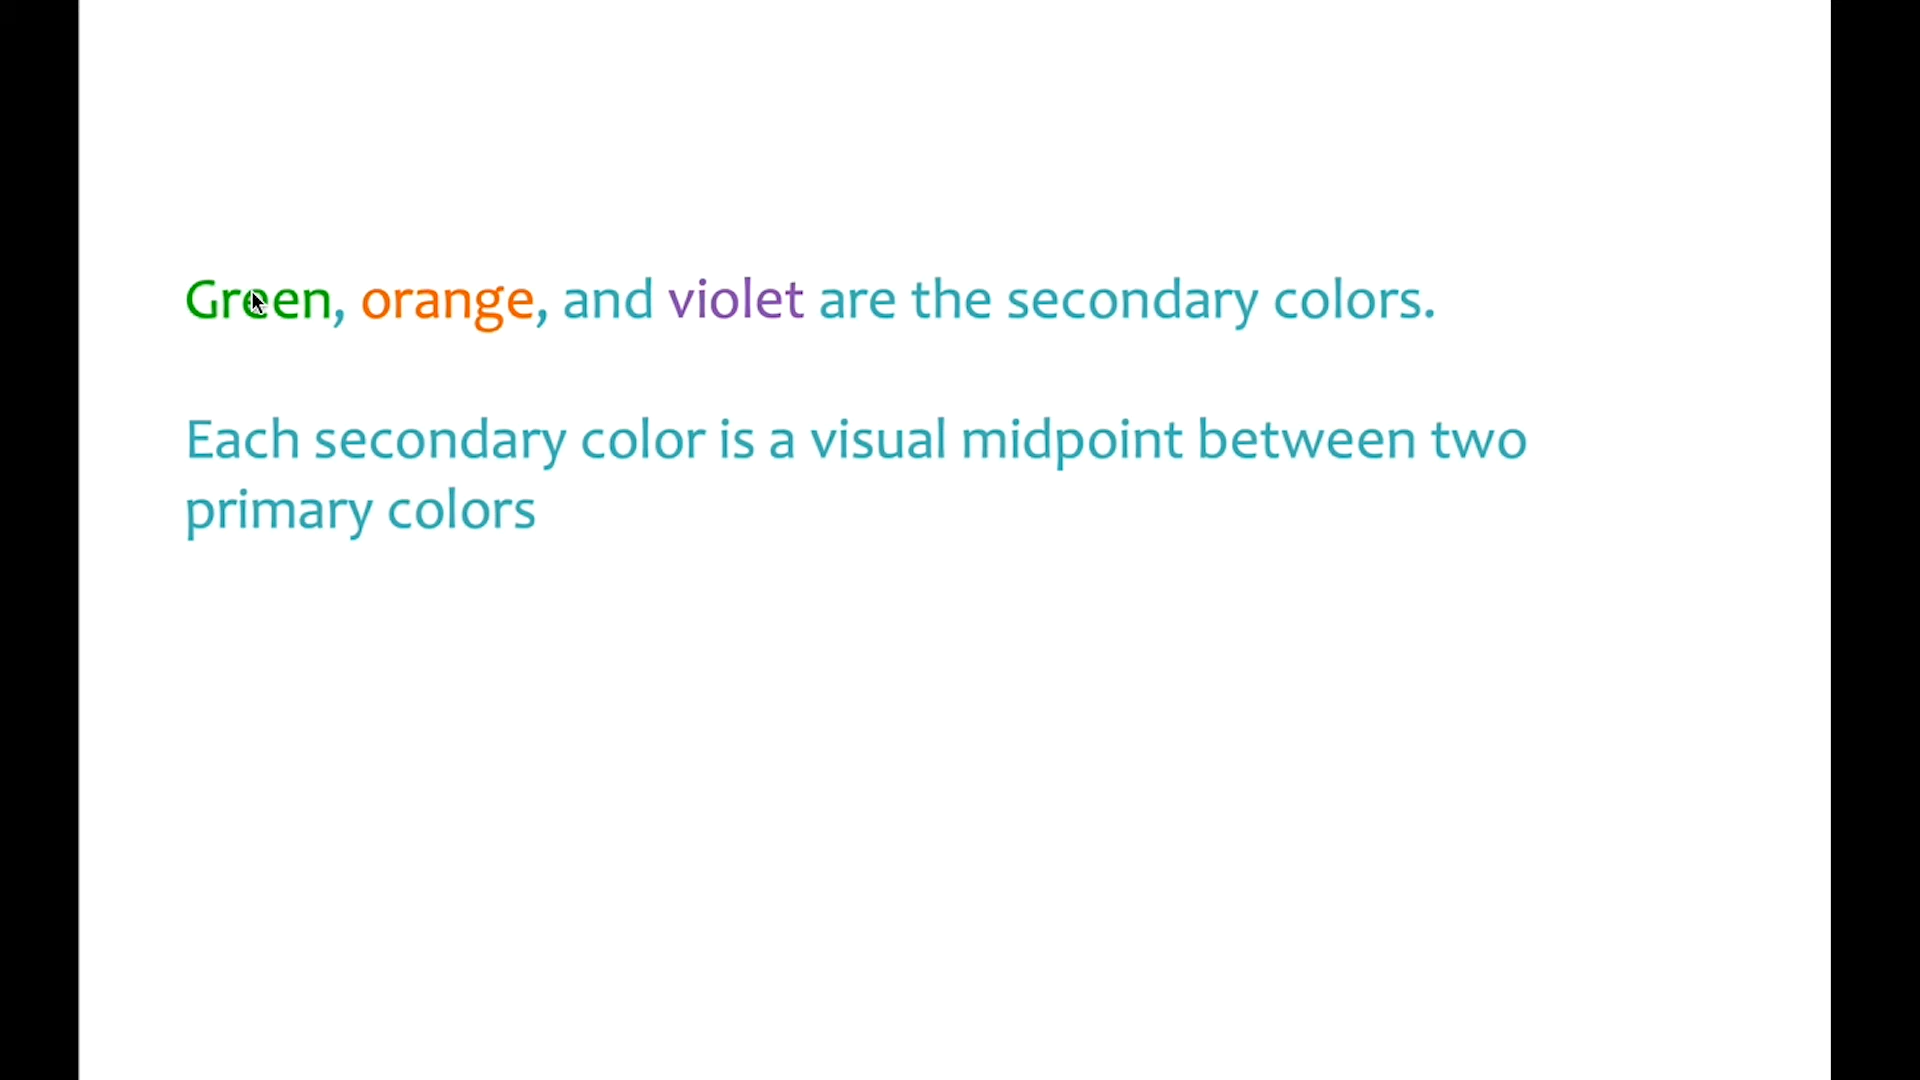 Green, orange, and violet are the secondary colors.
Each secondary color is a visual midpoint between two
primary colors